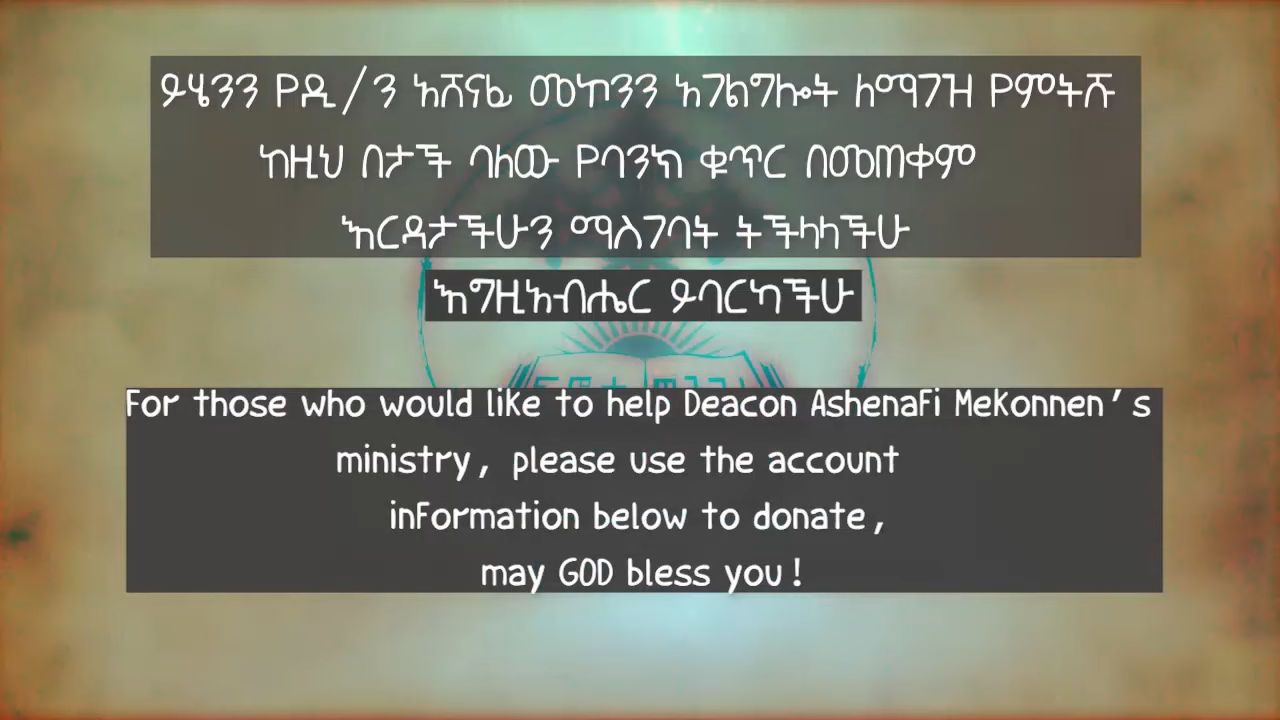 ይሄንን የዲ/ን አሸናፊ መኮንን አገልግሎት ለማገዝ የምትሹ
ከዚህ በታች ባለው የባንክ ቁጥር በመጠቀም
እርዳታችሁን ማስገባት ትችላላችሁ
እግዚአብሔር ይባርካችሁ
For those who would like to help Deacon Ashenafi Mekonnen's
ministry, please use the account
information below to donate,
may GOD bless you!